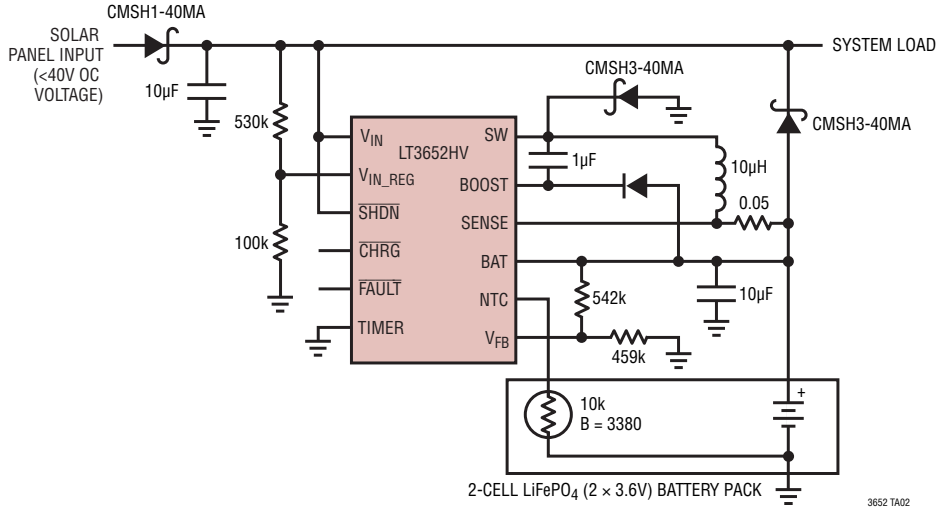 CMSH1-40MA
SOLAR
PANEL INPUT
(<40V OC
VOLTAGE)
SYSTEM LOAD
10µF
530k
100k
CMSH3-40MA
CMSH3-40MA
LT3652HV
VIN
VIN_REG
SHDN
CHRG
FAULT
TIMER
SW
BOOST
SENSE
BAT
NTC
VFB
1µF
10µH
0.05
542k
10µF
459k
10k
B = 3380
+
2-CELL LiFePO4 (2 × 3.6V) BATTERY PACK
3652 TA02